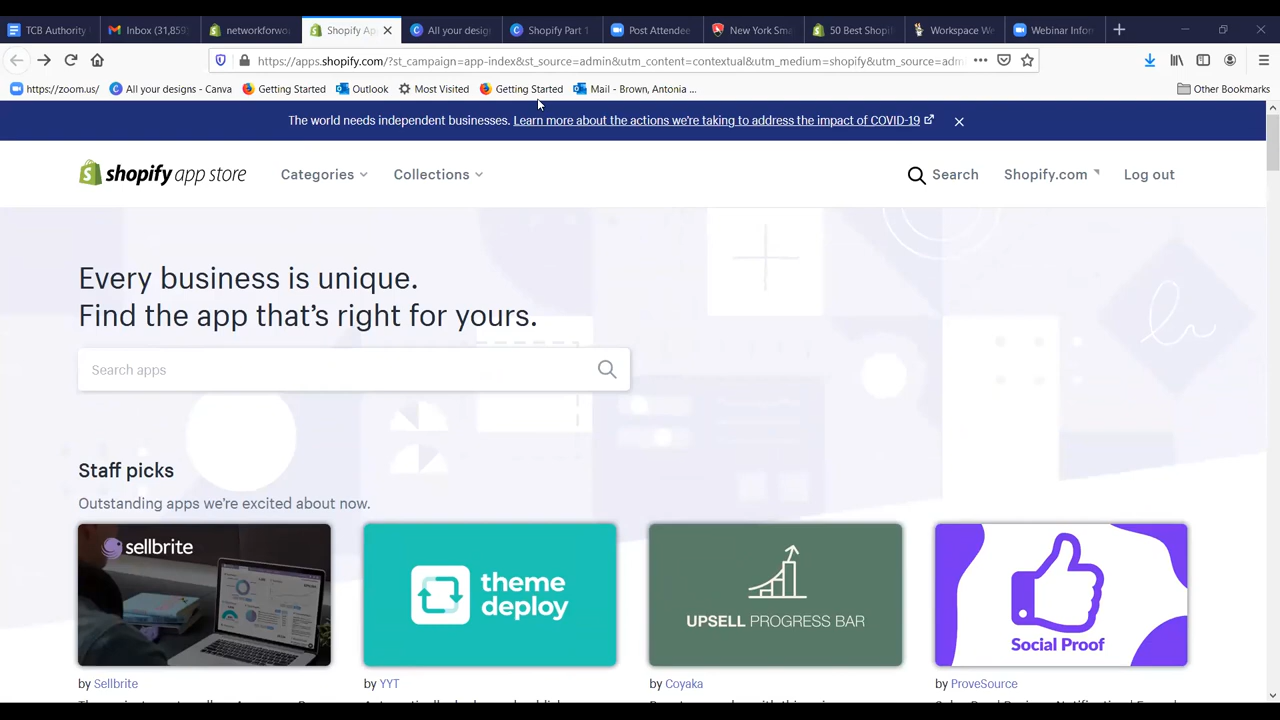 TCB Authority
Inbox (31,859)
networkforwo
Shopify Ap
All your desig
Shopify Part 1
Post Attendee
New York Sma
50 Best Shopi
Workspace We
Webinar Infor
https://apps.shopify.com/?st_campaign=app-index&st_source=admin&utm_content=contextual&utm_medium=shopify&utm_source=adm
https://zoom.us/
All your designs - Canva
Getting Started
Outlook
Most Visited
Getting Started
Mail - Brown, Antonia ...
Other Bookmarks
The world needs independent businesses. Learn more about the actions we're taking to address the impact of COVID-19
shopify app store
Categories
Collections
Search
Shopify.com
Log out
Every business is unique.
Find the app that's right for yours.
Search apps
Staff picks
Outstanding apps we're excited about now.
sellbrite
theme
deploy
UPSELL PROGRESS BAR
Social Proof
by Sellbrite
by YYT
by Coyaka
by ProveSource